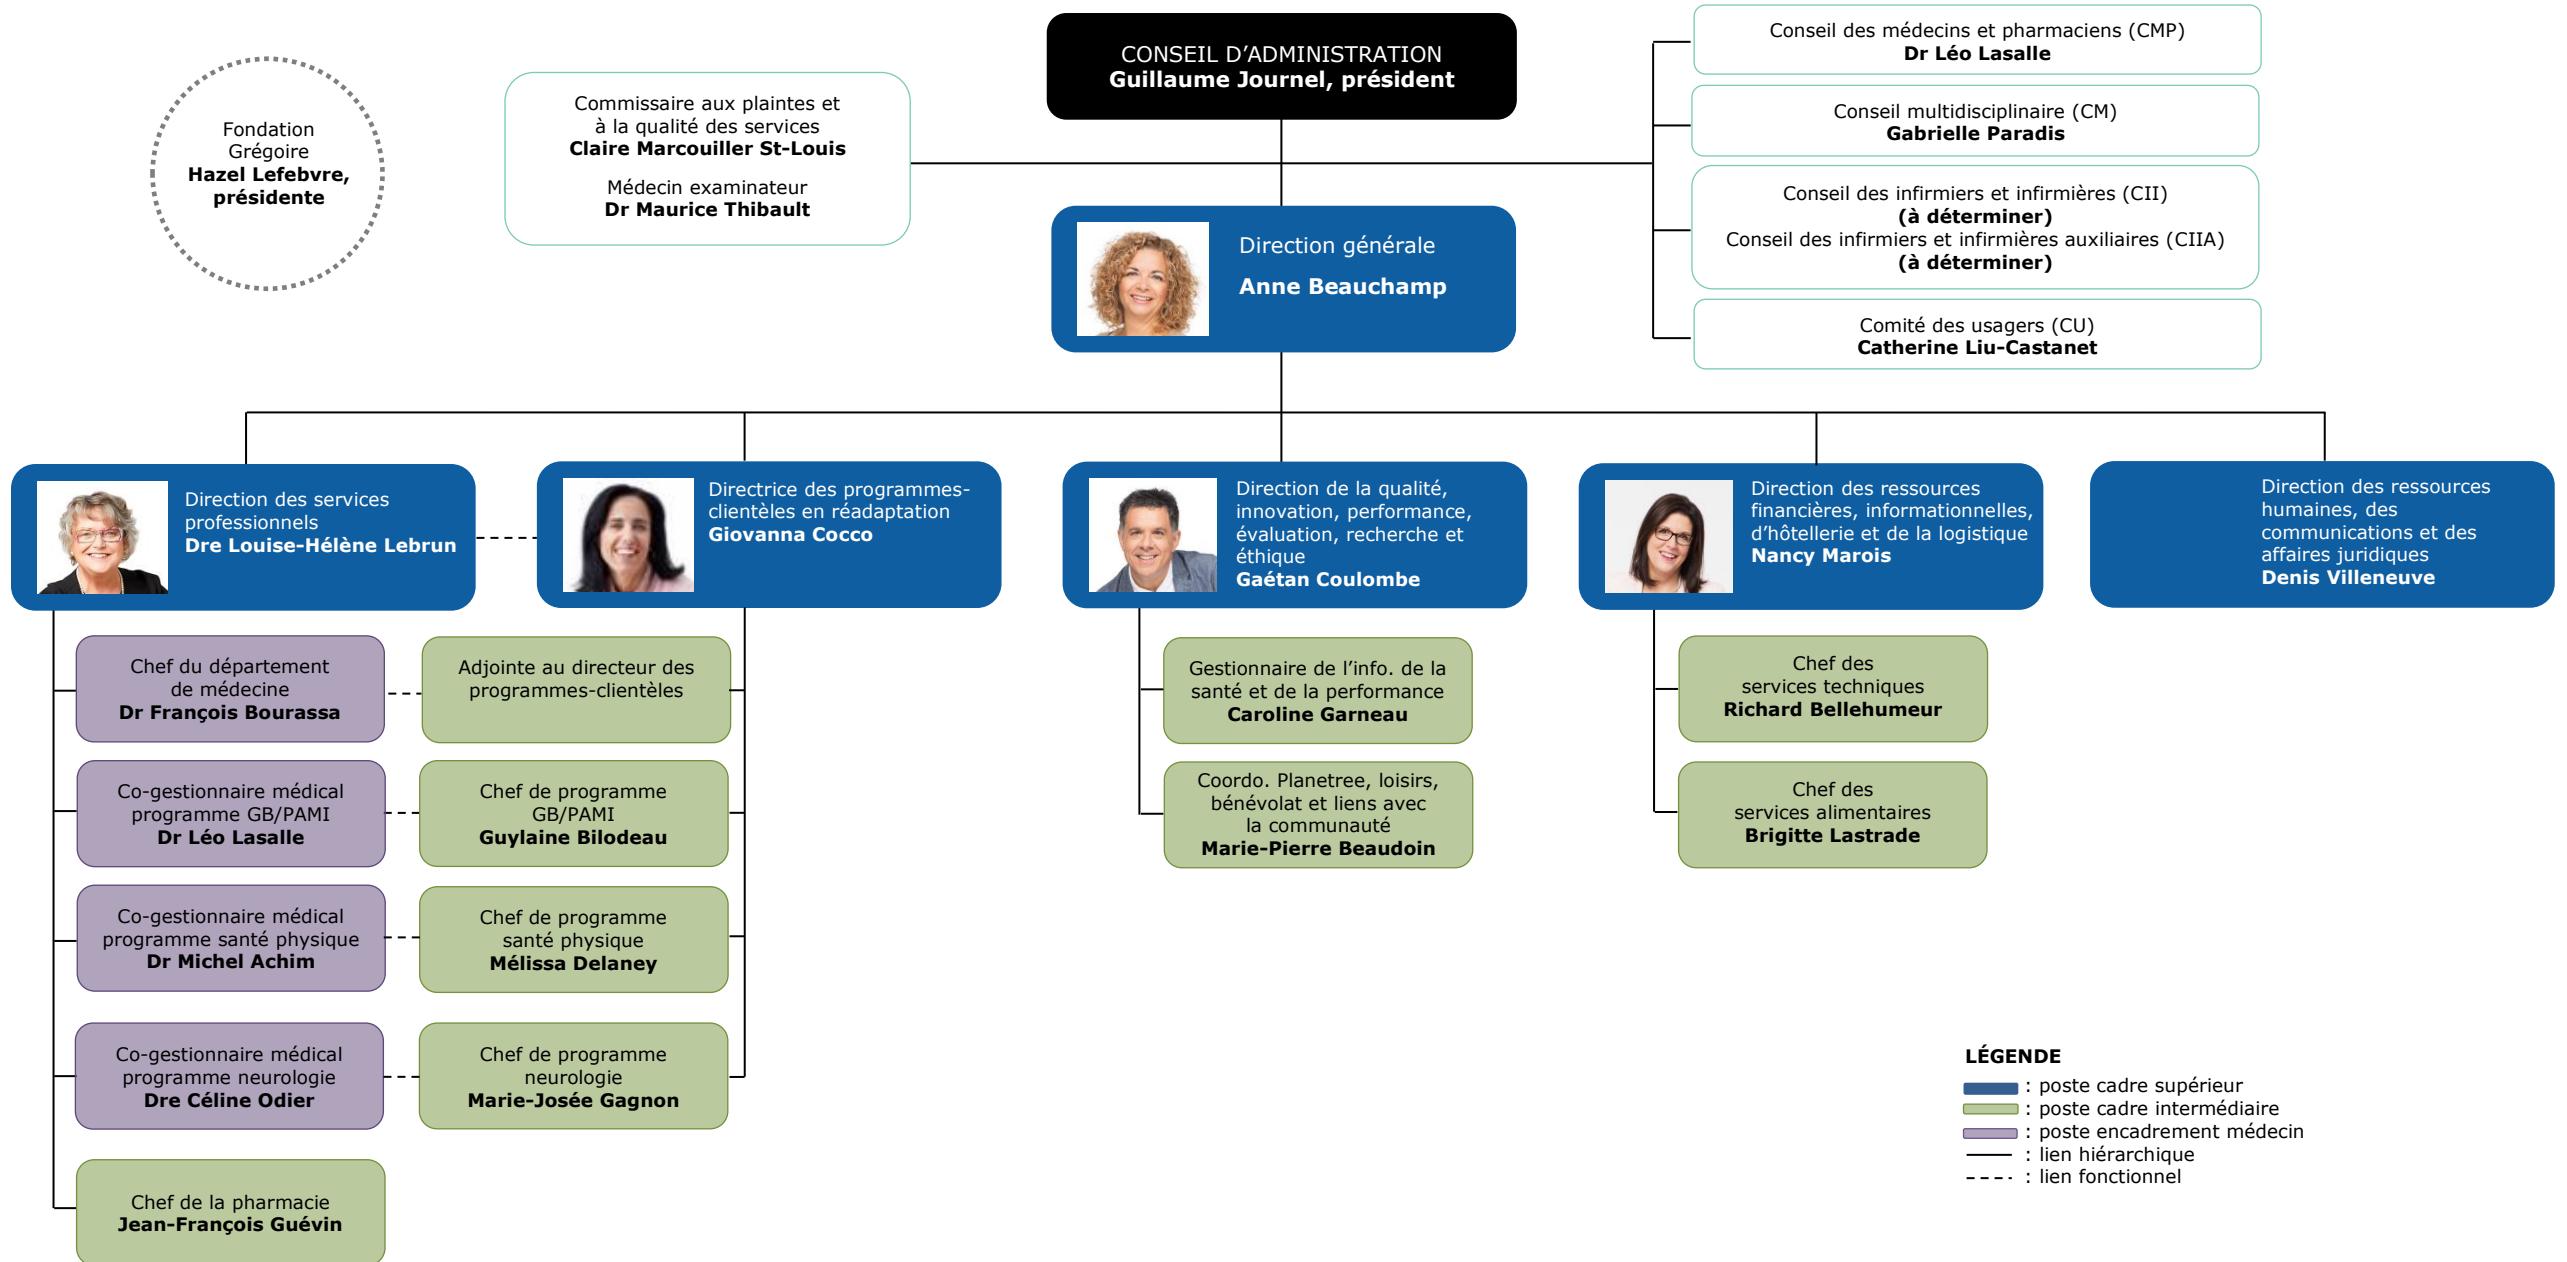 CONSEIL D’ADMINISTRATION
Guillaume Journel, président
Fondation
Grégoire
Hazel Lefebvre,
présidente
Commissaire aux plaintes et
à la qualité des services
Claire Marcouiller St-Louis
Médecin examinateur
Dr Maurice Thibault
Conseil des médecins et pharmaciens (CMP)
Dr Léo Lasalle
Conseil multidisciplinaire (CM)
Gabrielle Paradis
Conseil des infirmiers et infirmières (CII)
(à déterminer)
Conseil des infirmiers et infirmières auxiliaires (CIIA)
(à déterminer)
Comité des usagers (CU)
Catherine Liu-Castanet
Direction générale
Anne Beauchamp
Direction des services
professionnels
Dre Louise-Hélène Lebrun
Directrice des programmes-
clientèles en réadaptation
Giovanna Cocco
Direction de la qualité,
innovation, performance,
évaluation, recherche et
éthique
Gaétan Coulombe
Direction des ressources
financières, informationnelles,
d’hôtellerie et de la logistique
Nancy Marois
Direction des ressources
humaines, des
communications et des
affaires juridiques
Denis Villeneuve
Chef du département
de médecine
Dr François Bourassa
Adjointe au directeur des
programmes-clientèles
Gestionnaire de l’info. de la
santé et de la performance
Caroline Garneau
Chef des
services techniques
Richard Bellehumeur
Co-gestionnaire médical
programme GB/PAMI
Dr Léo Lasalle
Chef de programme
GB/PAMI
Guylaine Bilodeau
Coordo. Planetree, loisirs,
bénévolat et liens avec
la communauté
Marie-Pierre Beaudoin
Chef des
services alimentaires
Brigitte Lastrade
Co-gestionnaire médical
programme santé physique
Dr Michel Achim
Chef de programme
santé physique
Mélissa Delaney
Co-gestionnaire médical
programme neurologie
Dre Céline Odier
Chef de programme
neurologie
Marie-Josée Gagnon
Chef de la pharmacie
Jean-François Guévin
LÉGENDE
: poste cadre supérieur
: poste cadre intermédiaire
: poste encadrement médecin
: lien hiérarchique
: lien fonctionnel